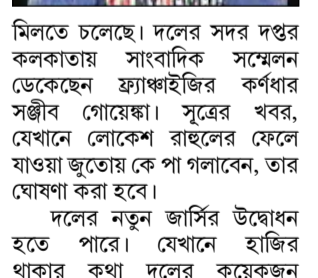 মিলতে চলেছে। দলের সদর দপ্তর
কলকাতায় সাংবাদিক সম্মেলন
ডেকেছেন ফ্র্যাঞ্চাইজির কর্ণধার
সঞ্জীব গোয়েঙ্কা। সূত্রের খবর,
যেখানে লোকেশ রাহুলের ফেলে
যাওয়া জুতোয় কে পা গলাবেন, তার
ঘোষণা করা হবে।
দলের নতুন জার্সির উদ্বোধন
হতে পারে। যেখানে হাজির
থাকার কথা দলের কয়েকজন